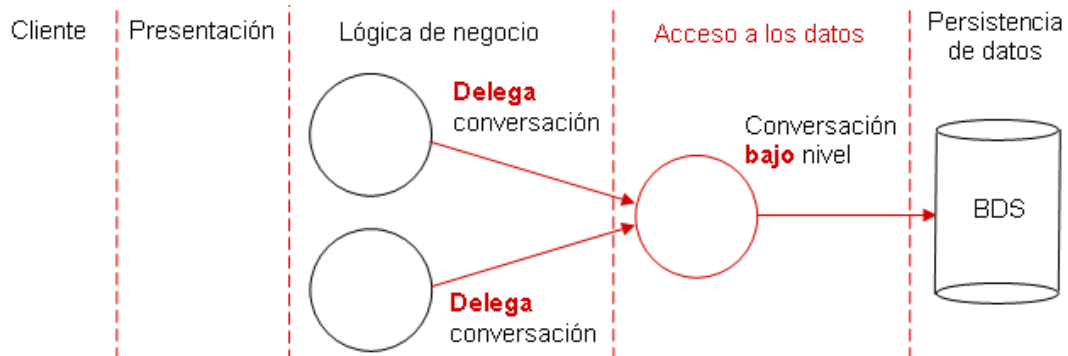 Cliente
Presentación
Lógica de negocio
Acceso a los datos
Persistencia
de datos
Delega
conversación
Conversación
bajo nivel
BDS
Delega
conversación